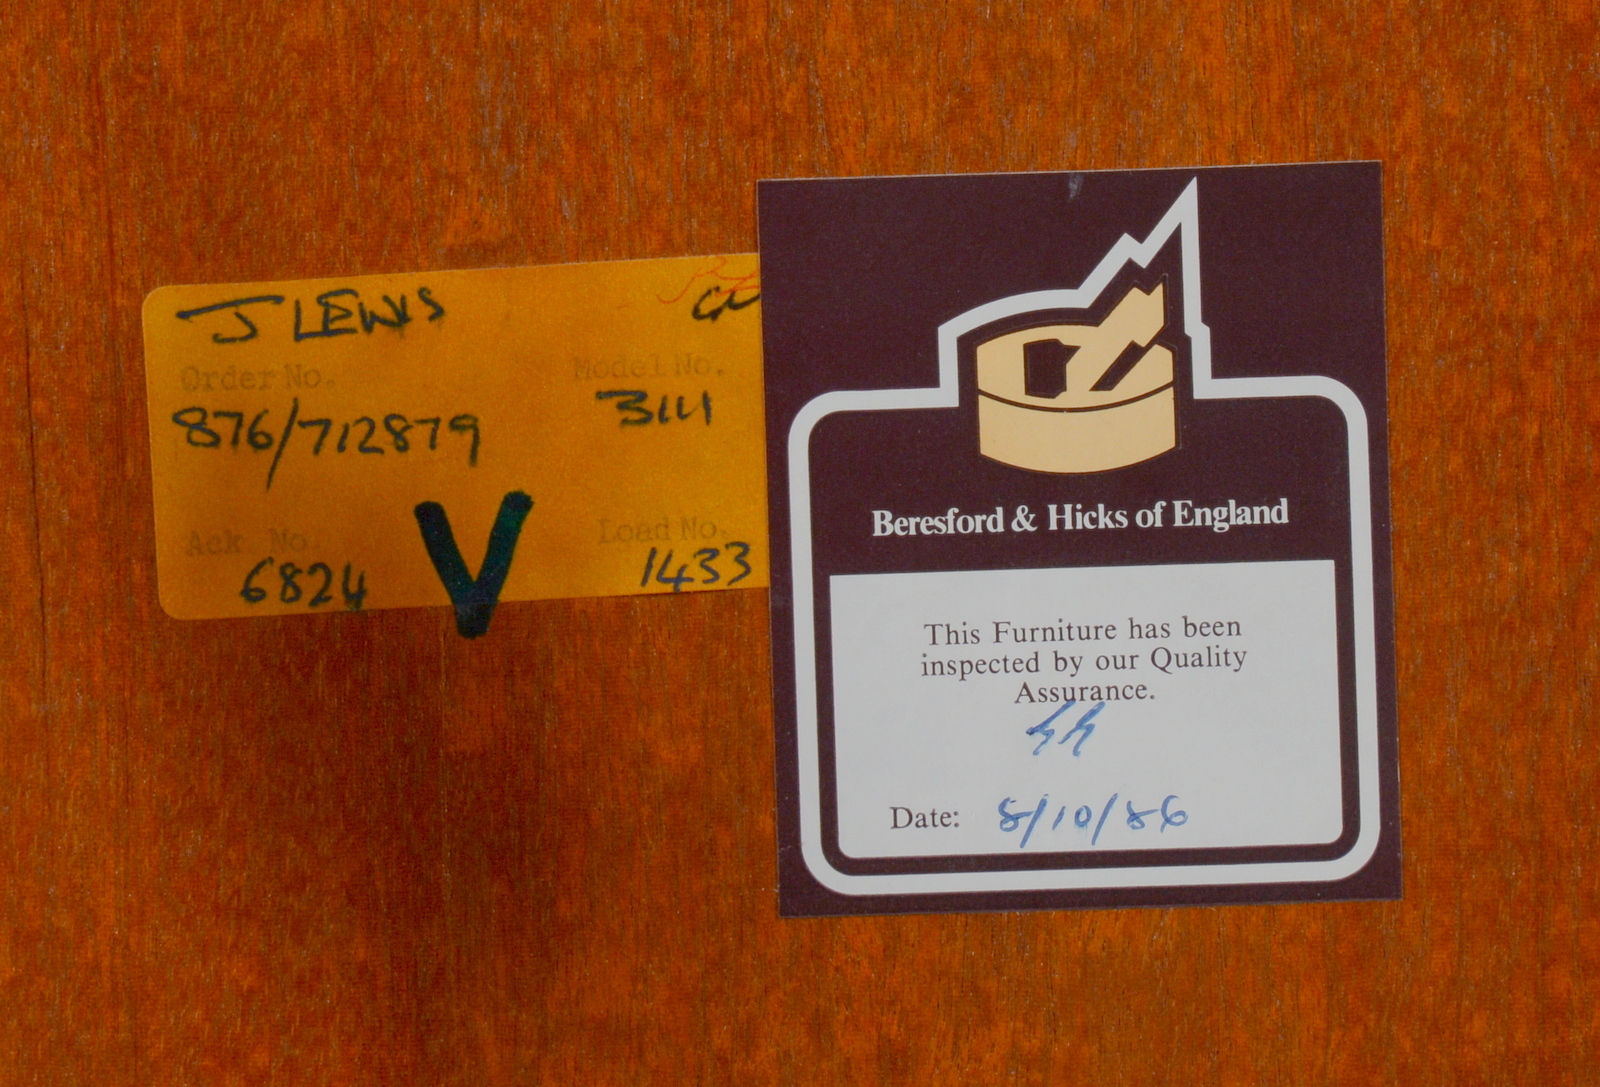 J LEWIS
Order No. Model No.
876/712879 3111
V
Ack No. Load No.
6824 1433
Beresford & Hicks of England
This Furniture has been
inspected by our Quality
Assurance.
Date: 8/10/86